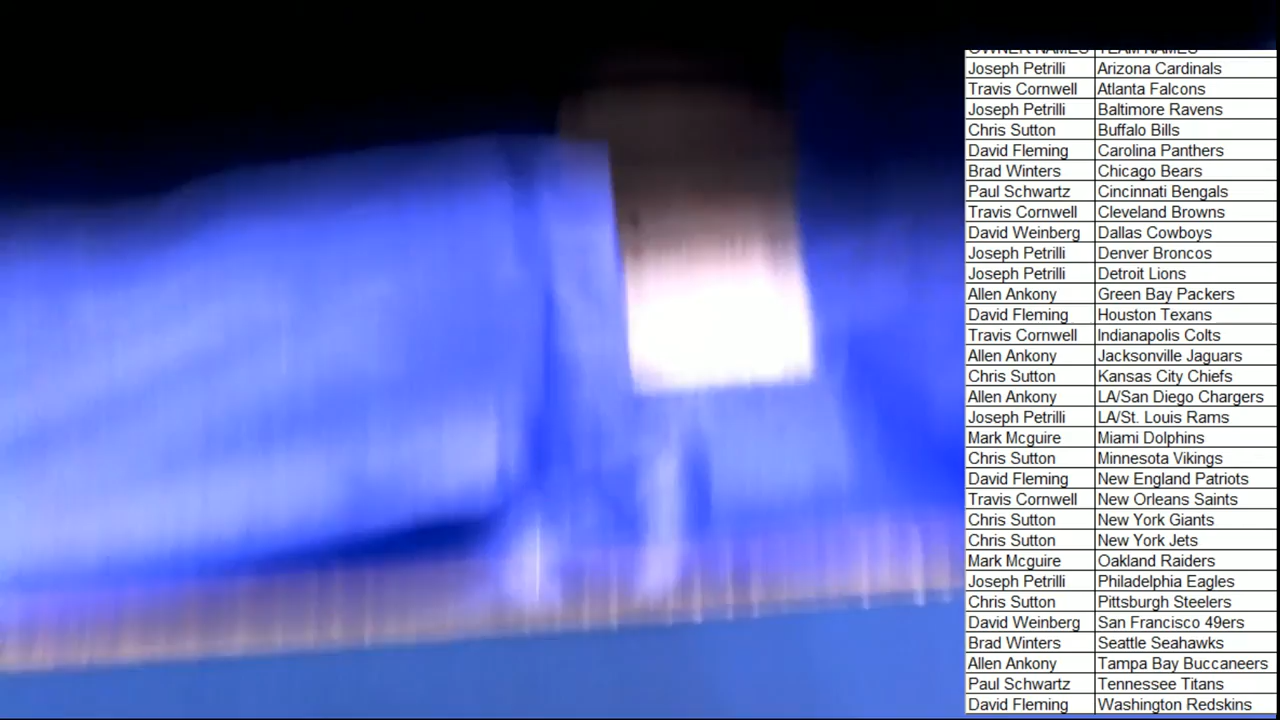 OWNER NAMES TEAM NAMES
Joseph Petrilli Arizona Cardinals
Travis Cornwell Atlanta Falcons
Joseph Petrilli Baltimore Ravens
Chris Sutton Buffalo Bills
David Fleming Carolina Panthers
Brad Winters Chicago Bears
Paul Schwartz Cincinnati Bengals
Travis Cornwell Cleveland Browns
David Weinberg Dallas Cowboys
Joseph Petrilli Denver Broncos
Joseph Petrilli Detroit Lions
Allen Ankony Green Bay Packers
David Fleming Houston Texans
Travis Cornwell Indianapolis Colts
Allen Ankony Jacksonville Jaguars
Chris Sutton Kansas City Chiefs
Allen Ankony LA/San Diego Chargers
Joseph Petrilli LA/St. Louis Rams
Mark Mcguire Miami Dolphins
Chris Sutton Minnesota Vikings
David Fleming New England Patriots
Travis Cornwell New Orleans Saints
Chris Sutton New York Giants
Chris Sutton New York Jets
Mark Mcguire Oakland Raiders
Joseph Petrilli Philadelphia Eagles
Chris Sutton Pittsburgh Steelers
David Weinberg San Francisco 49ers
Brad Winters Seattle Seahawks
Allen Ankony Tampa Bay Buccaneers
Paul Schwartz Tennessee Titans
David Fleming Washington Redskins